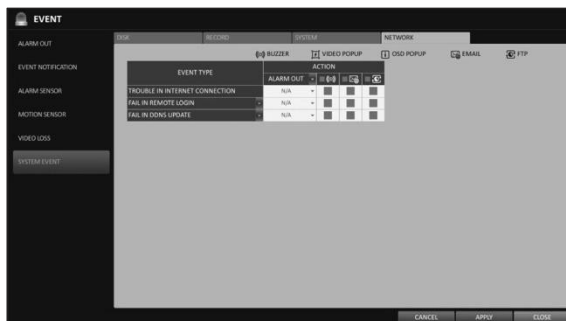 EVENT
DISK RECORD SYSTEM NETWORK
ALARM OUT
BUZZER VIDEO POPUP OSD POPUP EMAIL FTP
EVENT NOTIFICATION
EVENT TYPE ACTION
ALARM OUT
ALARM SENSOR
TROUBLE IN INTERNET CONNECTION N/A
FAIL IN REMOTE LOGIN N/A
FAIL IN DDNS UPDATE N/A
MOTION SENSOR
VIDEO LOSS
SYSTEM EVENT
CANCEL APPLY CLOSE